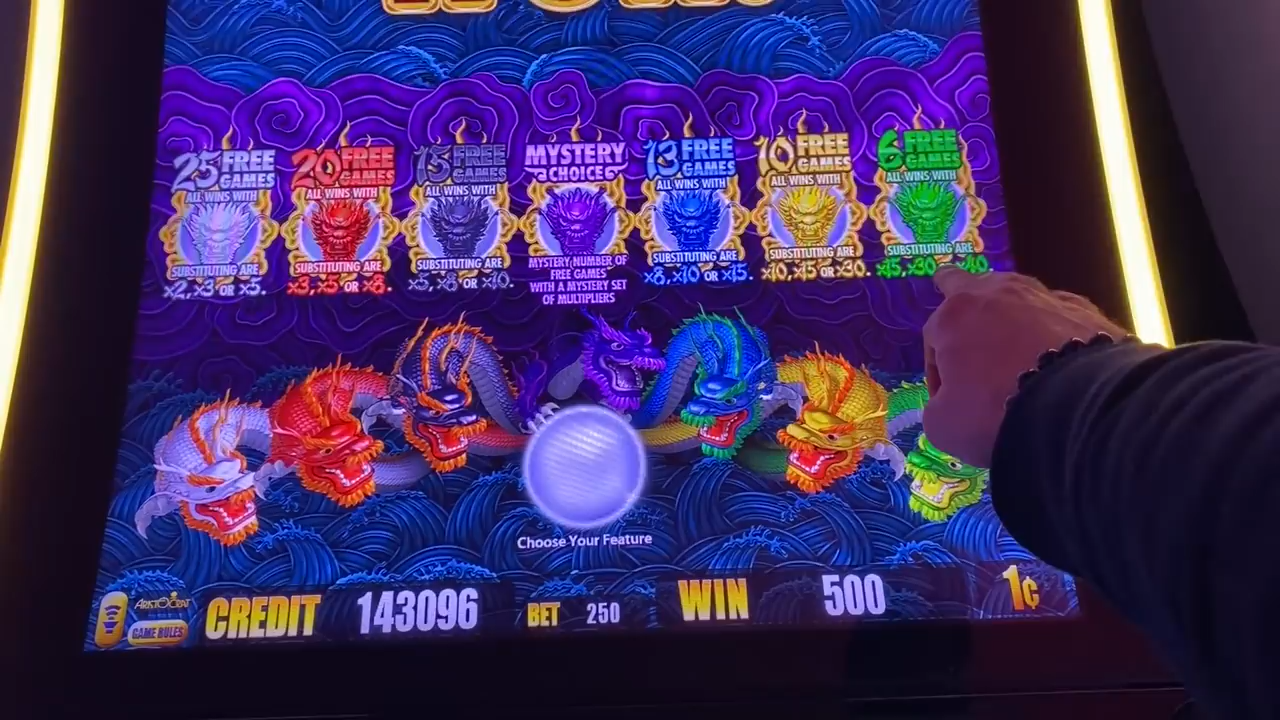 25 FREE GAMES
ALL WINS WITH
SUBSTITUTING ARE
x2, x3 OR x5.
20 FREE GAMES
ALL WINS WITH
SUBSTITUTING ARE
x3, x5 OR x8.
15 FREE GAMES
ALL WINS WITH
SUBSTITUTING ARE
x5, x8 OR x10.
MYSTERY
CHOICE
MYSTERY NUMBER OF
FREE GAMES
WITH A MYSTERY SET
OF MULTIPLIERS
13 FREE GAMES
ALL WINS WITH
SUBSTITUTING ARE
x8, x10 OR x15.
10 FREE GAMES
ALL WINS WITH
SUBSTITUTING ARE
x10, x15 OR x30.
6 FREE GAMES
ALL WINS WITH
SUBSTITUTING ARE
x15, x30 x40
Choose Your Feature
ARISTOCRAT
GAME RULES
CREDIT 143096 BET 250 WIN 500 1¢